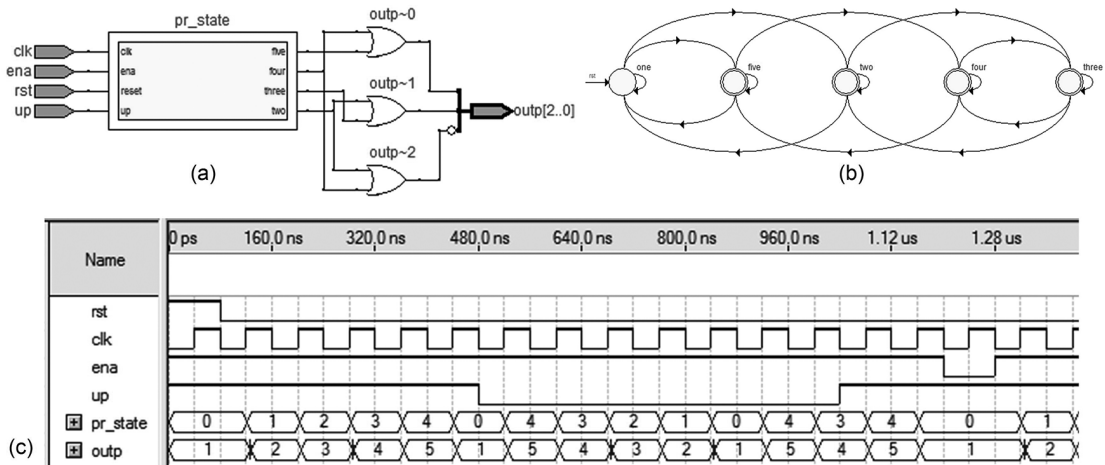 pr_state
clk
ena
rst
up
clk
ena
reset
up
five
four
three
two
outp~0
outp~1
outp~2
outp[2..0]
(a)
rst
one
five
two
four
three
(b)
Name
0 ps 160.0 ns 320.0 ns 480.0 ns 640.0 ns 800.0 ns 960.0 ns 1.12 us 1.28 us
rst
clk
ena
up
pr_state 0 1 2 3 4 0 4 3 2 1 0 4 3 4 0 1
(c) outp 1 2 3 4 5 1 5 4 3 2 1 5 4 5 1 2